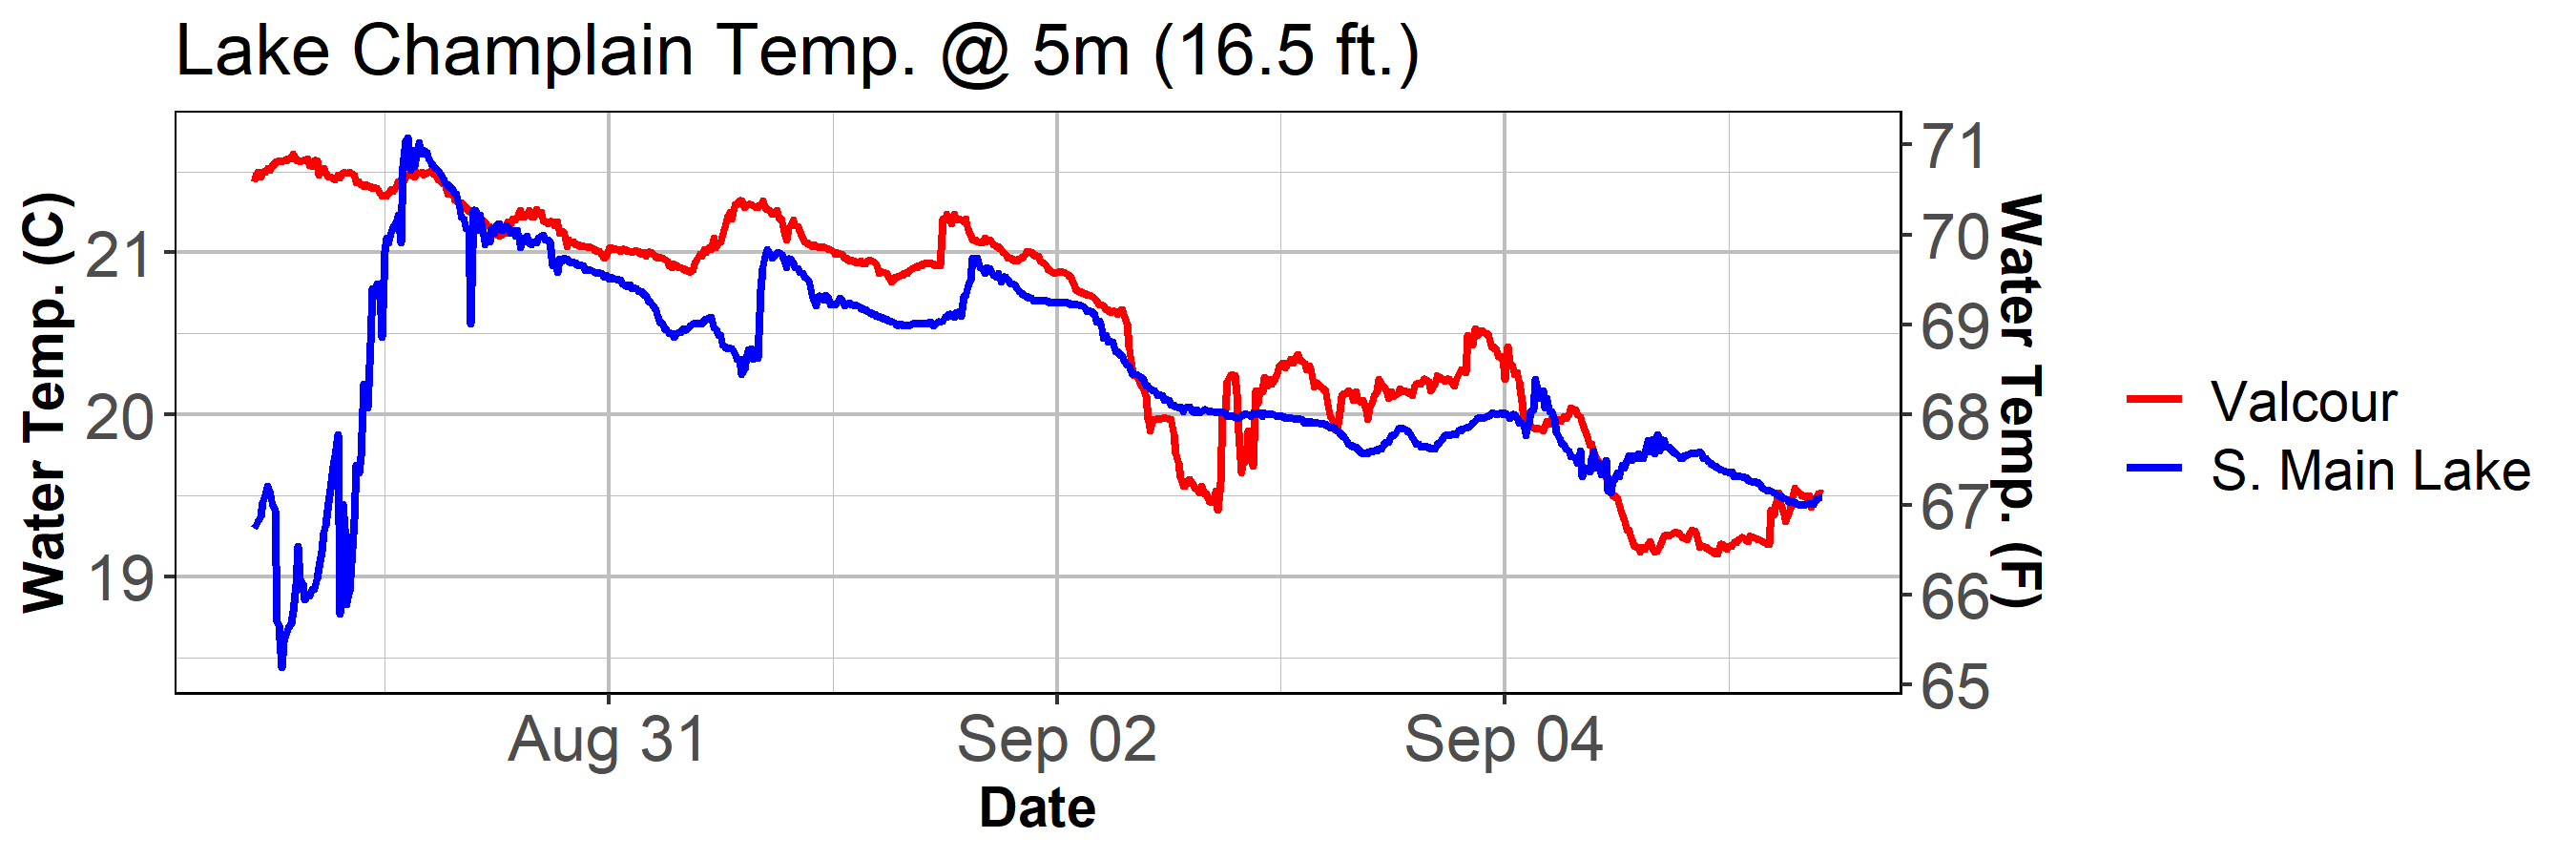 Lake Champlain Temp. @ 5m (16.5 ft.)
Water Temp. (C)
21
20
19
71
70
69
68
67
66
65
Water Temp. (F)
Aug 31
Sep 02
Sep 04
Date
Valcour
S. Main Lake